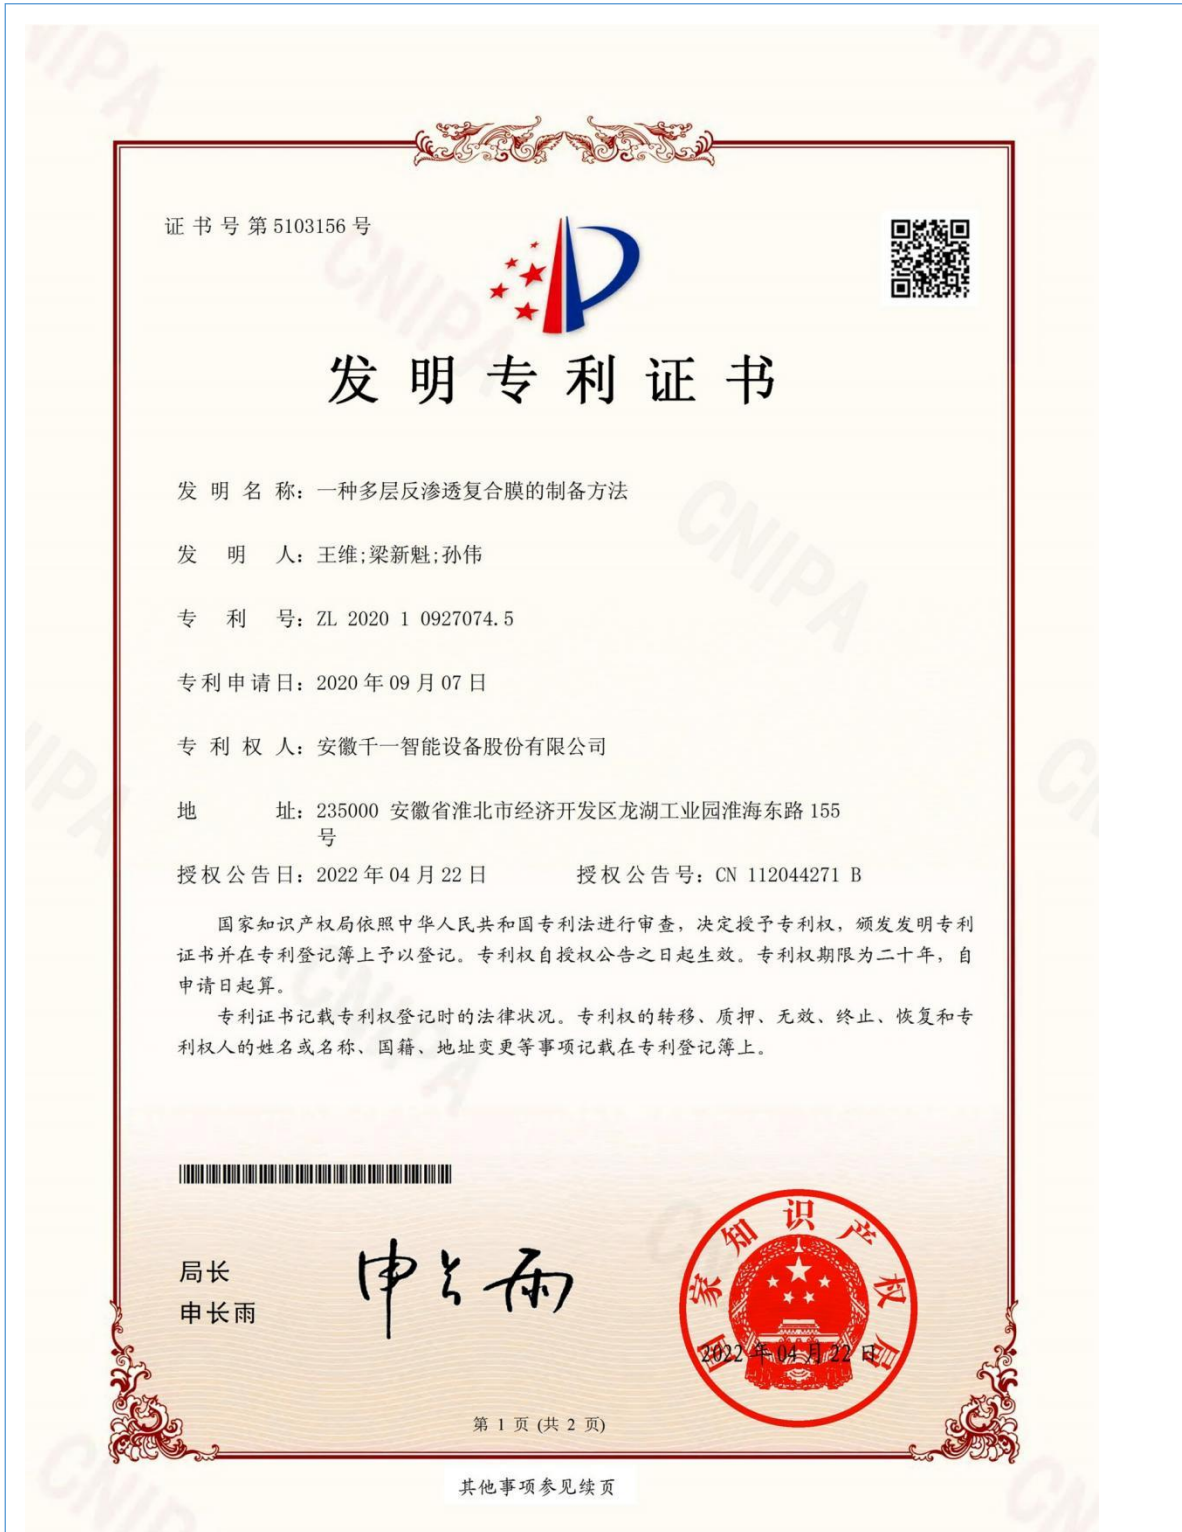 证书号第5103156号
发明专利证书
发明名称：一种多层反渗透复合膜的制备方法
发明人：王维;梁新魁;孙伟
专利号：ZL 2020 1 0927074.5
专利申请日：2020年09月07日
专利权人：安徽千一智能设备股份有限公司
地址：235000 安徽省淮北市经济开发区龙湖工业园淮海东路155
号
授权公告日：2022年04月22日 授权公告号：CN 112044271 B
国家知识产权局依照中华人民共和国专利法进行审查，决定授予专利权，颁发发明专利
证书并在专利登记簿上予以登记。专利权自授权公告之日起生效。专利权期限为二十年，自
申请日起算。
专利证书记载专利权登记时的法律状况。专利权的转移、质押、无效、终止、恢复和专
利权人的姓名或名称、国籍、地址变更等事项记载在专利登记簿上。
局长
申长雨
申长雨
国家知识产权局
2022年04月22日
第 1 页 (共 2 页)
其他事项参见续页
CNIPA
CNIPA
CNIPA
CNIPA
CNIPA